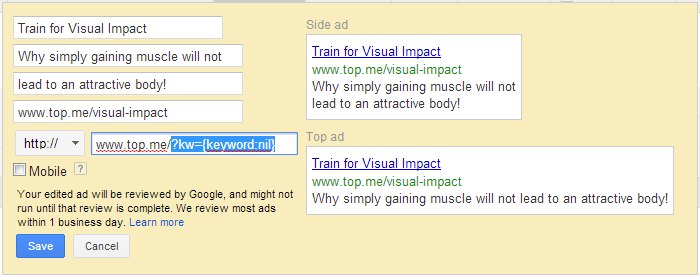 Train for Visual Impact
Why simply gaining muscle will not
lead to an attractive body!
www.top.me/visual-impact
http://
www.top.me/?kw={keyword:nil}
Mobile ?
Your edited ad will be reviewed by Google, and might not
run until that review is complete. We review most ads
within 1 business day. Learn more
Save Cancel
Side ad
Train for Visual Impact
www.top.me/visual-impact
Why simply gaining muscle will not
lead to an attractive body!
Top ad
Train for Visual Impact
www.top.me/visual-impact
Why simply gaining muscle will not lead to an attractive body!